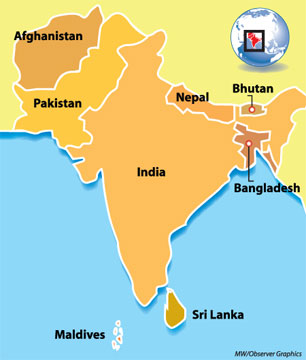 Afghanistan
Pakistan
Nepal
Bhutan
India
Bangladesh
Sri Lanka
Maldives
MW/Observer Graphics